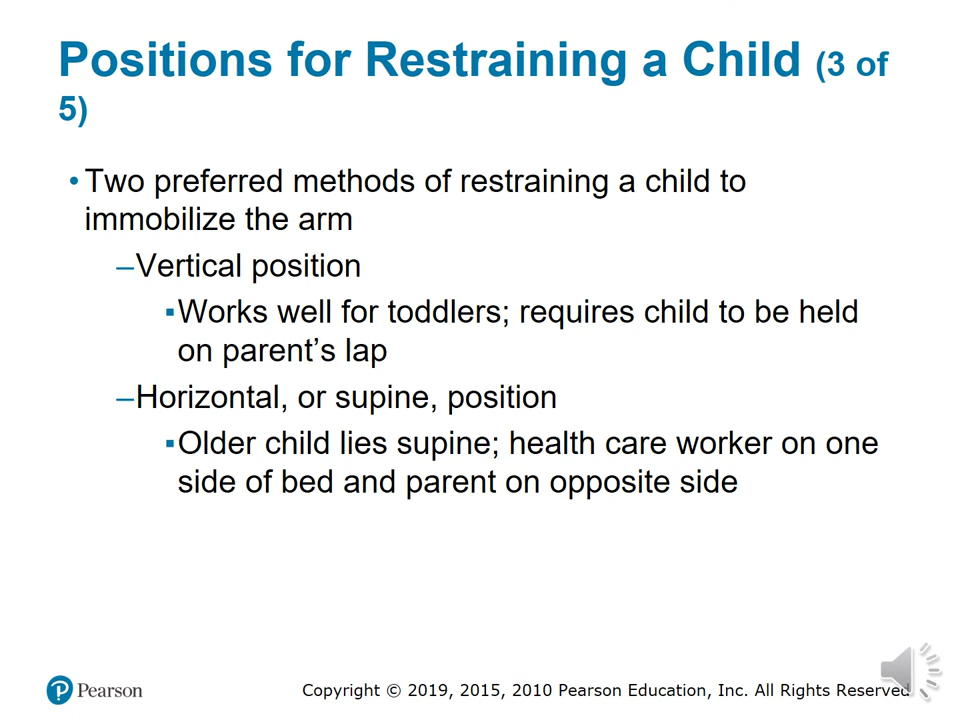 Positions for Restraining a Child (3 of
5)
• Two preferred methods of restraining a child to
immobilize the arm
–Vertical position
▪Works well for toddlers; requires child to be held
on parent’s lap
–Horizontal, or supine, position
▪Older child lies supine; health care worker on one
side of bed and parent on opposite side
Pearson
Copyright © 2019, 2015, 2010 Pearson Education, Inc. All Rights Reserved